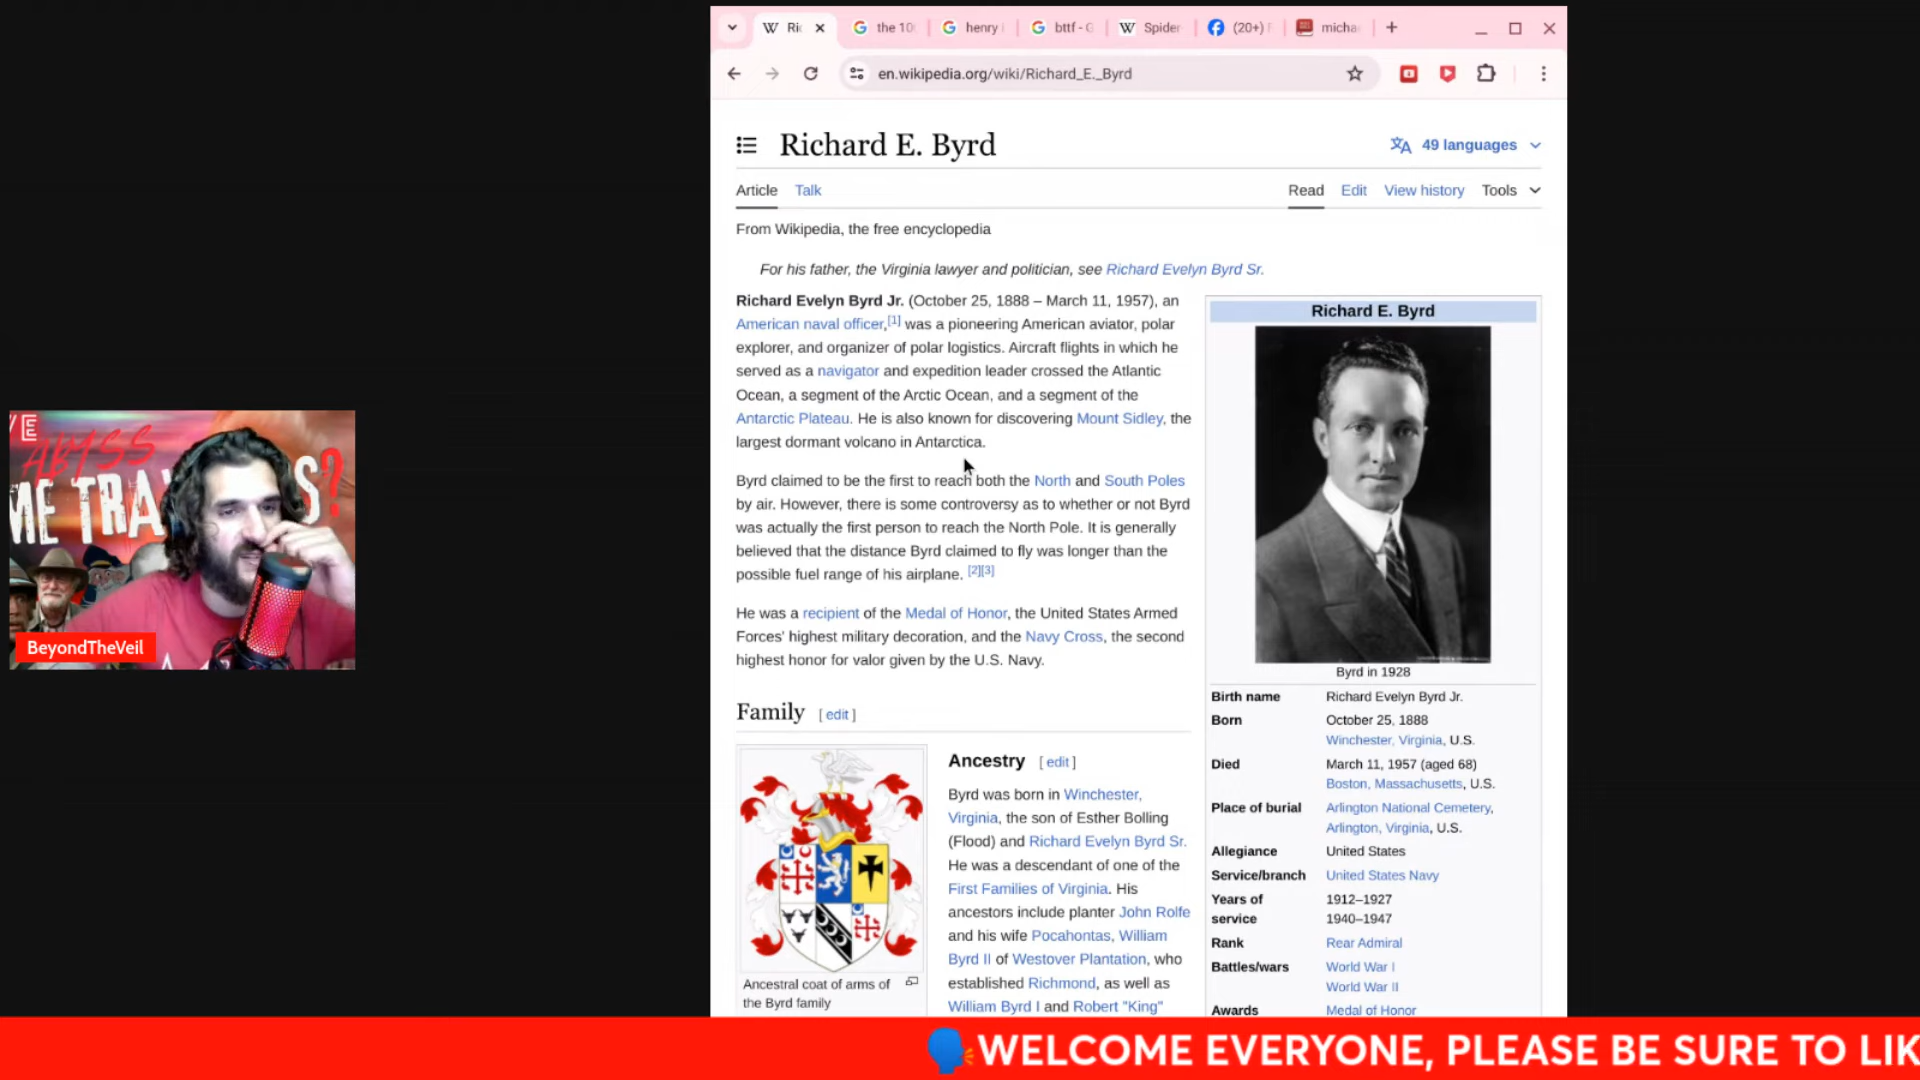 Ric
the 10
henry
bttf - G
Spider
(20+)
micha
en.wikipedia.org/wiki/Richard_E._Byrd
Richard E. Byrd
49 languages
Article Talk
Read Edit View history Tools
From Wikipedia, the free encyclopedia
For his father, the Virginia lawyer and politician, see Richard Evelyn Byrd Sr.
Richard Evelyn Byrd Jr. (October 25, 1888 – March 11, 1957), an
American naval officer,[1] was a pioneering American aviator, polar
explorer, and organizer of polar logistics. Aircraft flights in which he
served as a navigator and expedition leader crossed the Atlantic
Ocean, a segment of the Arctic Ocean, and a segment of the
Antarctic Plateau. He is also known for discovering Mount Sidley, the
largest dormant volcano in Antarctica.
Byrd claimed to be the first to reach both the North and South Poles
by air. However, there is some controversy as to whether or not Byrd
was actually the first person to reach the North Pole. It is generally
believed that the distance Byrd claimed to fly was longer than the
possible fuel range of his airplane. [2][3]
He was a recipient of the Medal of Honor, the United States Armed
Forces' highest military decoration, and the Navy Cross, the second
highest honor for valor given by the U.S. Navy.
Family [ edit ]
Ancestral coat of arms of
the Byrd family
Ancestry [ edit ]
Byrd was born in Winchester,
Virginia, the son of Esther Bolling
(Flood) and Richard Evelyn Byrd Sr.
He was a descendant of one of the
First Families of Virginia. His
ancestors include planter John Rolfe
and his wife Pocahontas, William
Byrd II of Westover Plantation, who
established Richmond, as well as
William Byrd I and Robert "King"
Richard E. Byrd
Byrd in 1928
Birth name Richard Evelyn Byrd Jr.
Born October 25, 1888
Winchester, Virginia, U.S.
Died March 11, 1957 (aged 68)
Boston, Massachusetts, U.S.
Place of burial Arlington National Cemetery,
Arlington, Virginia, U.S.
Allegiance United States
Service/branch United States Navy
Years of service 1912–1927
1940–1947
Rank Rear Admiral
Battles/wars World War I
World War II
Awards Medal of Honor
VE
ABYSS
ME TRA S?
BeyondTheVeil
WELCOME EVERYONE, PLEASE BE SURE TO LIK